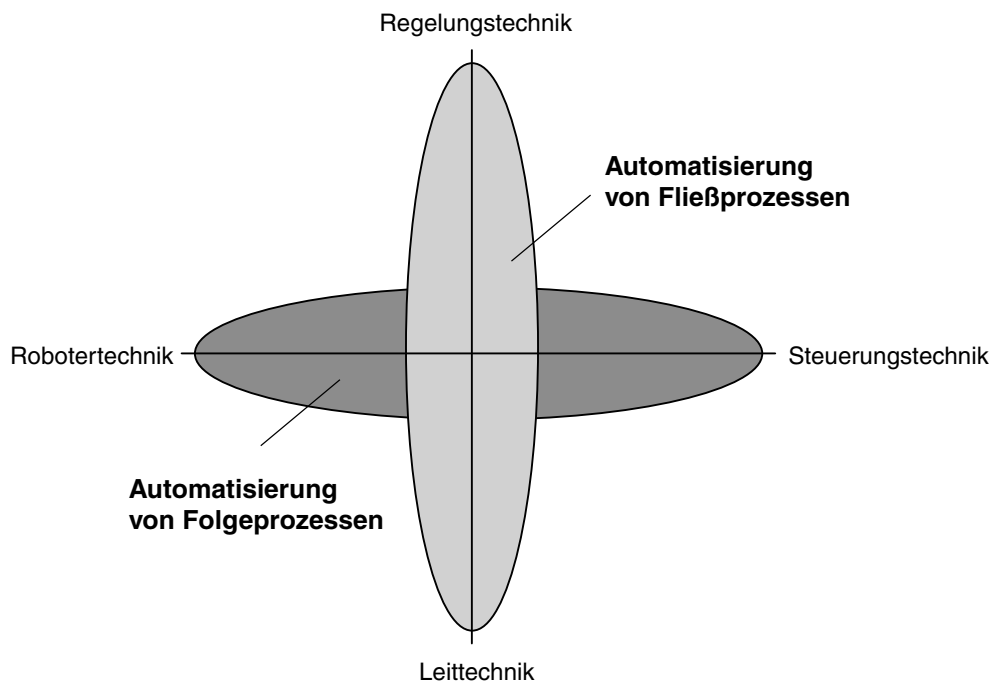 Regelungstechnik
Automatisierung
von Fließprozessen
Robotertechnik
Steuerungstechnik
Automatisierung
von Folgeprozessen
Leittechnik